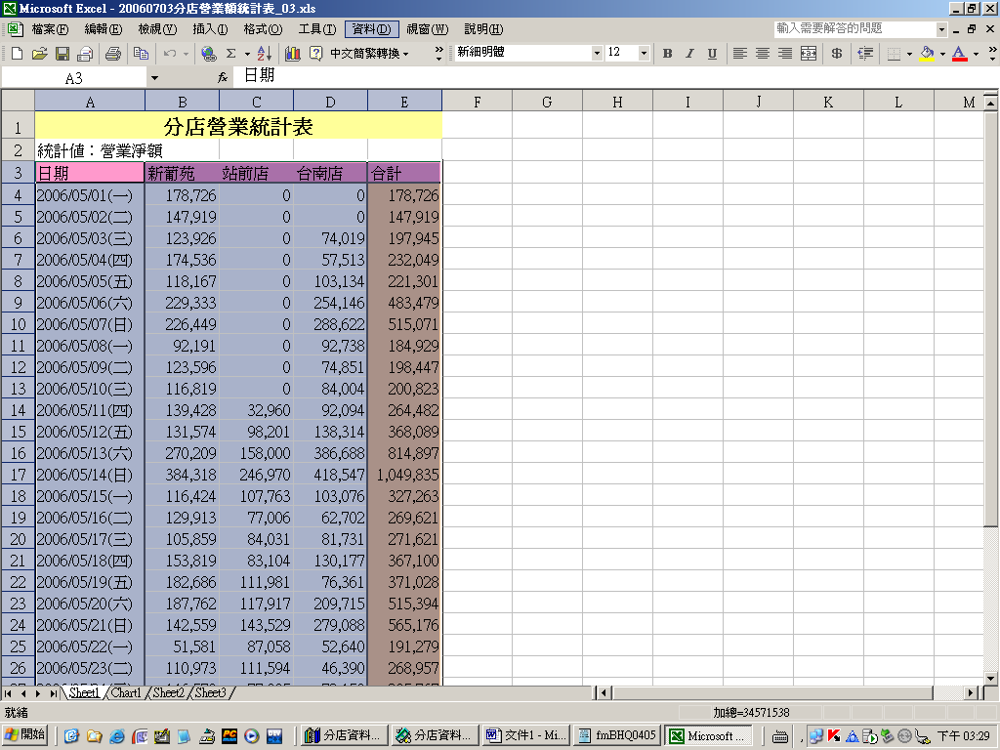 Microsoft Excel - 20060703分店營業額統計表_03.xls
檔案(F) 編輯(E) 檢視(V) 插入(I) 格式(O) 工具(T) 資料(D) 視窗(W) 說明(H) 輸入需要解答的問題
中文簡繁轉換 新細明體 12 B I U $ A
A3 fx 日期
A B C D E F G H I J K L M
1 分店營業統計表
2 統計值：營業淨額
3 日期 新葡苑 站前店 台南店 合計
4 2006/05/01(一) 178,726 0 0 178,726
5 2006/05/02(二) 147,919 0 0 147,919
6 2006/05/03(三) 123,926 0 74,019 197,945
7 2006/05/04(四) 174,536 0 57,513 232,049
8 2006/05/05(五) 118,167 0 103,134 221,301
9 2006/05/06(六) 229,333 0 254,146 483,479
10 2006/05/07(日) 226,449 0 288,622 515,071
11 2006/05/08(一) 92,191 0 92,738 184,929
12 2006/05/09(二) 123,596 0 74,851 198,447
13 2006/05/10(三) 116,819 0 84,004 200,823
14 2006/05/11(四) 139,428 32,960 92,094 264,482
15 2006/05/12(五) 131,574 98,201 138,314 368,089
16 2006/05/13(六) 270,209 158,000 386,688 814,897
17 2006/05/14(日) 384,318 246,970 418,547 1,049,835
18 2006/05/15(一) 116,424 107,763 103,076 327,263
19 2006/05/16(二) 129,913 77,006 62,702 269,621
20 2006/05/17(三) 105,859 84,031 81,731 271,621
21 2006/05/18(四) 153,819 83,104 130,177 367,100
22 2006/05/19(五) 182,686 111,981 76,361 371,028
23 2006/05/20(六) 187,762 117,917 209,715 515,394
24 2006/05/21(日) 142,559 143,529 279,088 565,176
25 2006/05/22(一) 51,581 87,058 52,640 191,279
26 2006/05/23(二) 110,973 111,594 46,390 268,957
Sheet1 Chart1 Sheet2 Sheet3
就緒 加總=34571538
開始 分店資料... 分店資料... 文件1 - Mi... fmBHQ0405 Microsoft ... 下午 03:29